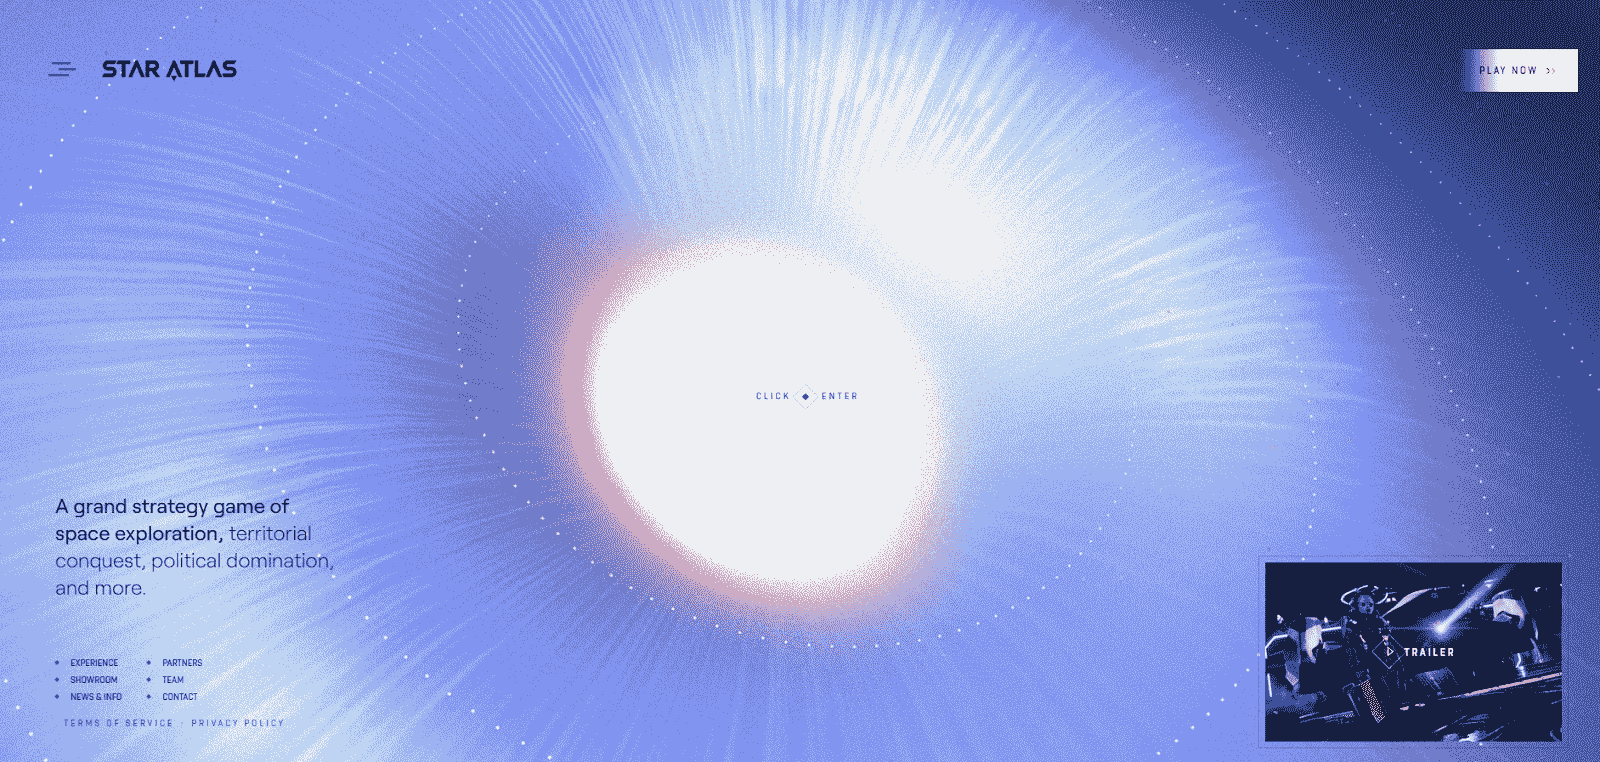 STAR ATLAS
PLAY NOW
CLICK ENTER
A grand strategy game of
space exploration, territorial
conquest, political domination,
and more.
EXPERIENCE
SHOWROOM
NEWS & INFO
PARTNERS
TEAM
CONTACT
TERMS OF SERVICE · PRIVACY POLICY
TRAILER